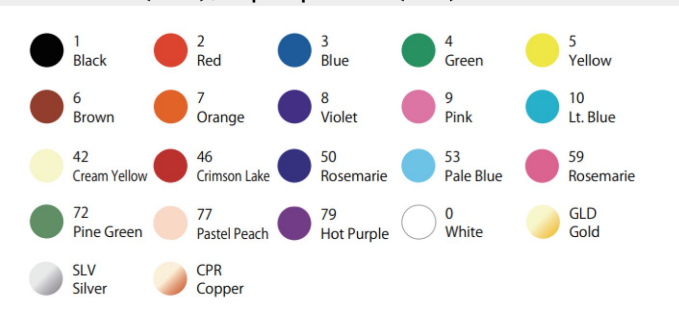 1
Black
2
Red
3
Blue
4
Green
5
Yellow
6
Brown
7
Orange
8
Violet
9
Pink
10
Lt. Blue
42
Cream Yellow
46
Crimson Lake
50
Rosemarie
53
Pale Blue
59
Rosemarie
72
Pine Green
77
Pastel Peach
79
Hot Purple
0
White
GLD
Gold
SLV
Silver
CPR
Copper